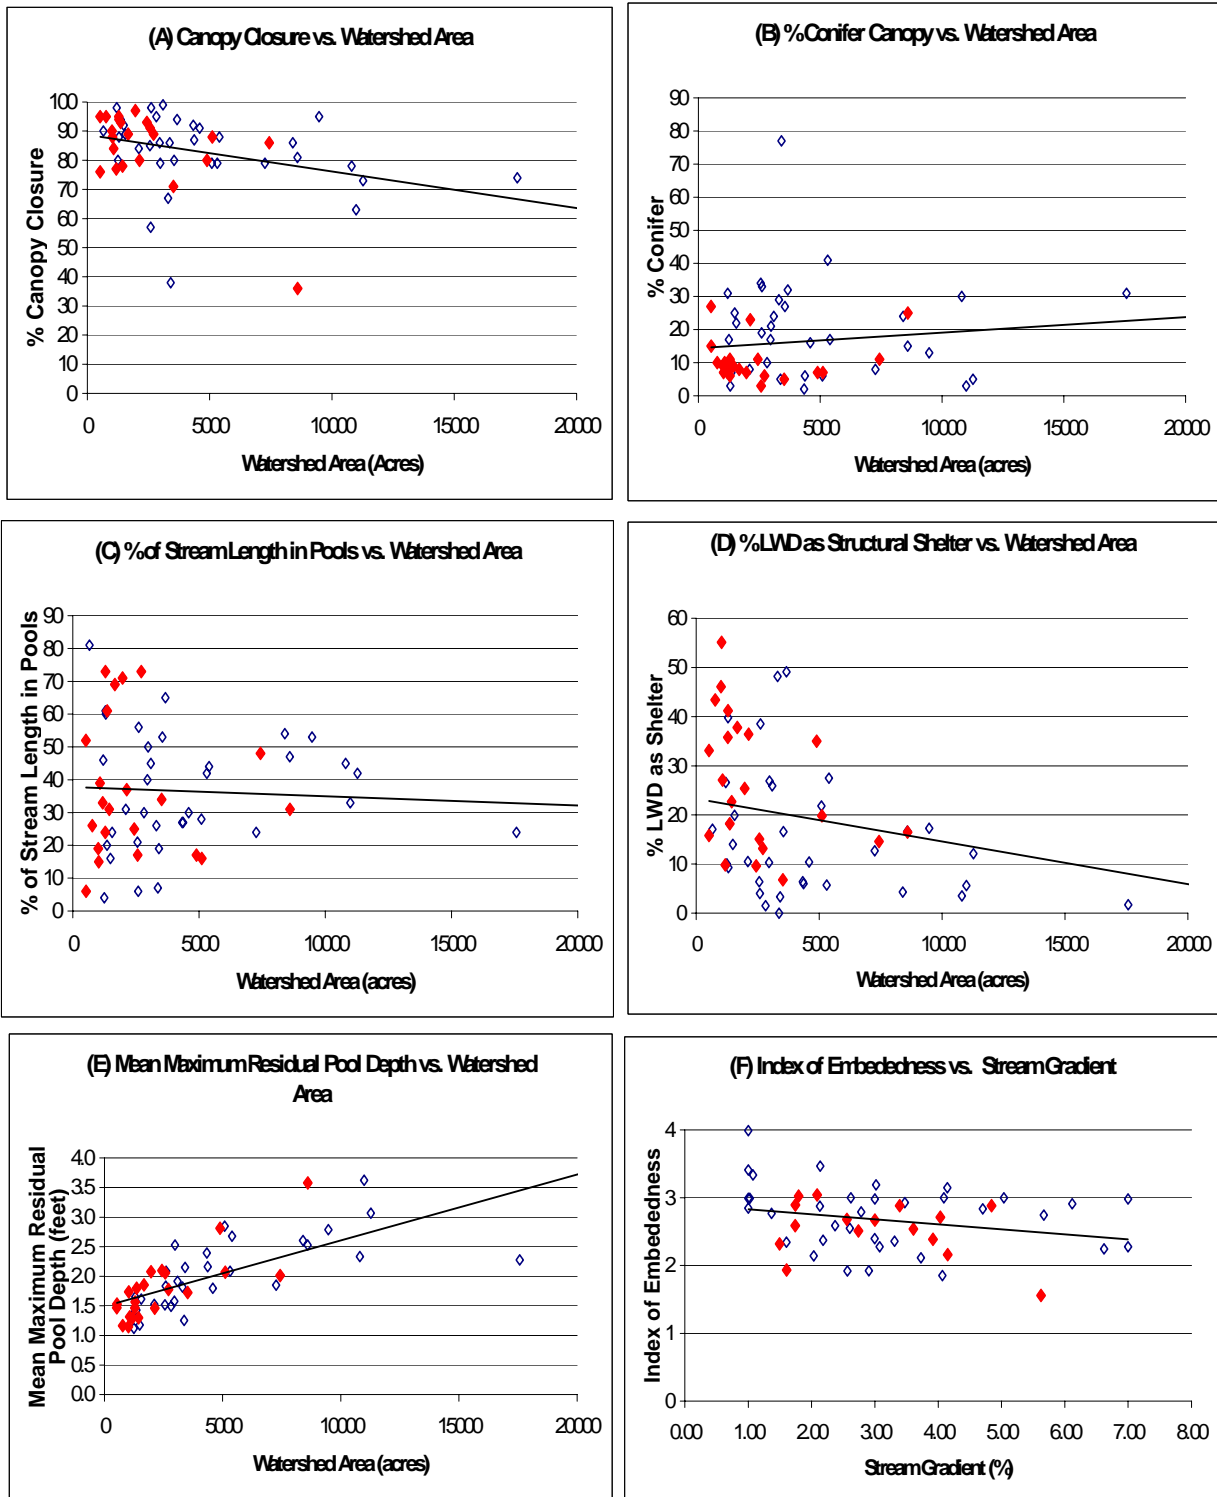 (A) Canopy Closure vs. Watershed Area
100
90
80
70
60
50
40
30
20
10
0
% Canopy Closure
0 5000 10000 15000 20000
Watershed Area (Acres)
(B) % Conifer Canopy vs. Watershed Area
90
80
70
60
50
40
30
20
10
0
% Conifer
0 5000 10000 15000 20000
Watershed Area (acres)
(C) % of Stream Length in Pools vs. Watershed Area
90
80
70
60
50
40
30
20
10
0
% of Stream Length in Pools
0 5000 10000 15000 20000
Watershed Area (acres)
(D) % LWD as Structural Shelter vs. Watershed Area
60
50
40
30
20
10
0
% LWD as Shelter
0 5000 10000 15000 20000
Watershed Area (acres)
(E) Mean Maximum Residual Pool Depth vs. Watershed
Area
4.0
3.5
3.0
2.5
2.0
1.5
1.0
0.5
0.0
Mean Maximum Residual
Pool Depth (feet)
0 5000 10000 15000 20000
Watershed Area (acres)
(F) Index of Embededness vs. Stream Gradient
4
3
2
1
0
Index of Embededness
0.00 1.00 2.00 3.00 4.00 5.00 6.00 7.00 8.00
Stream Gradient (%)